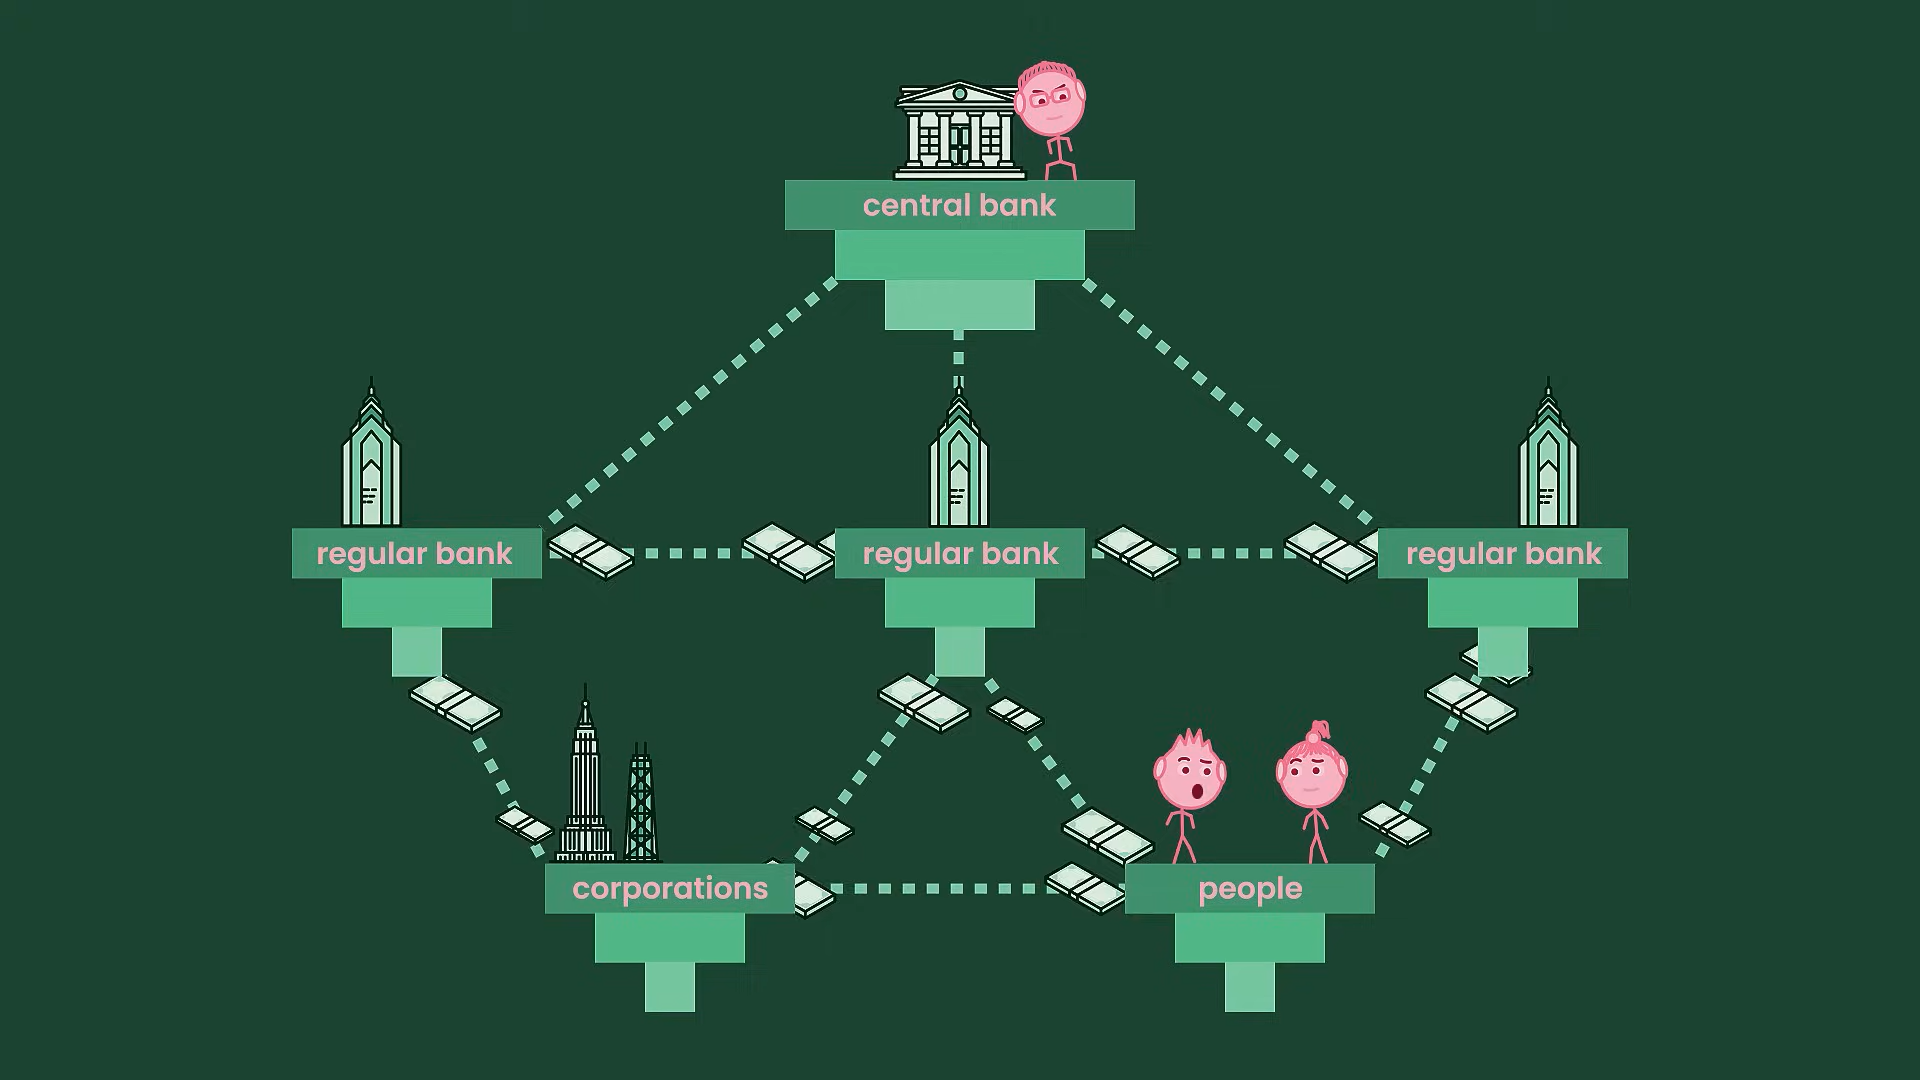 central bank
regular bank
regular bank
regular bank
corporations
people